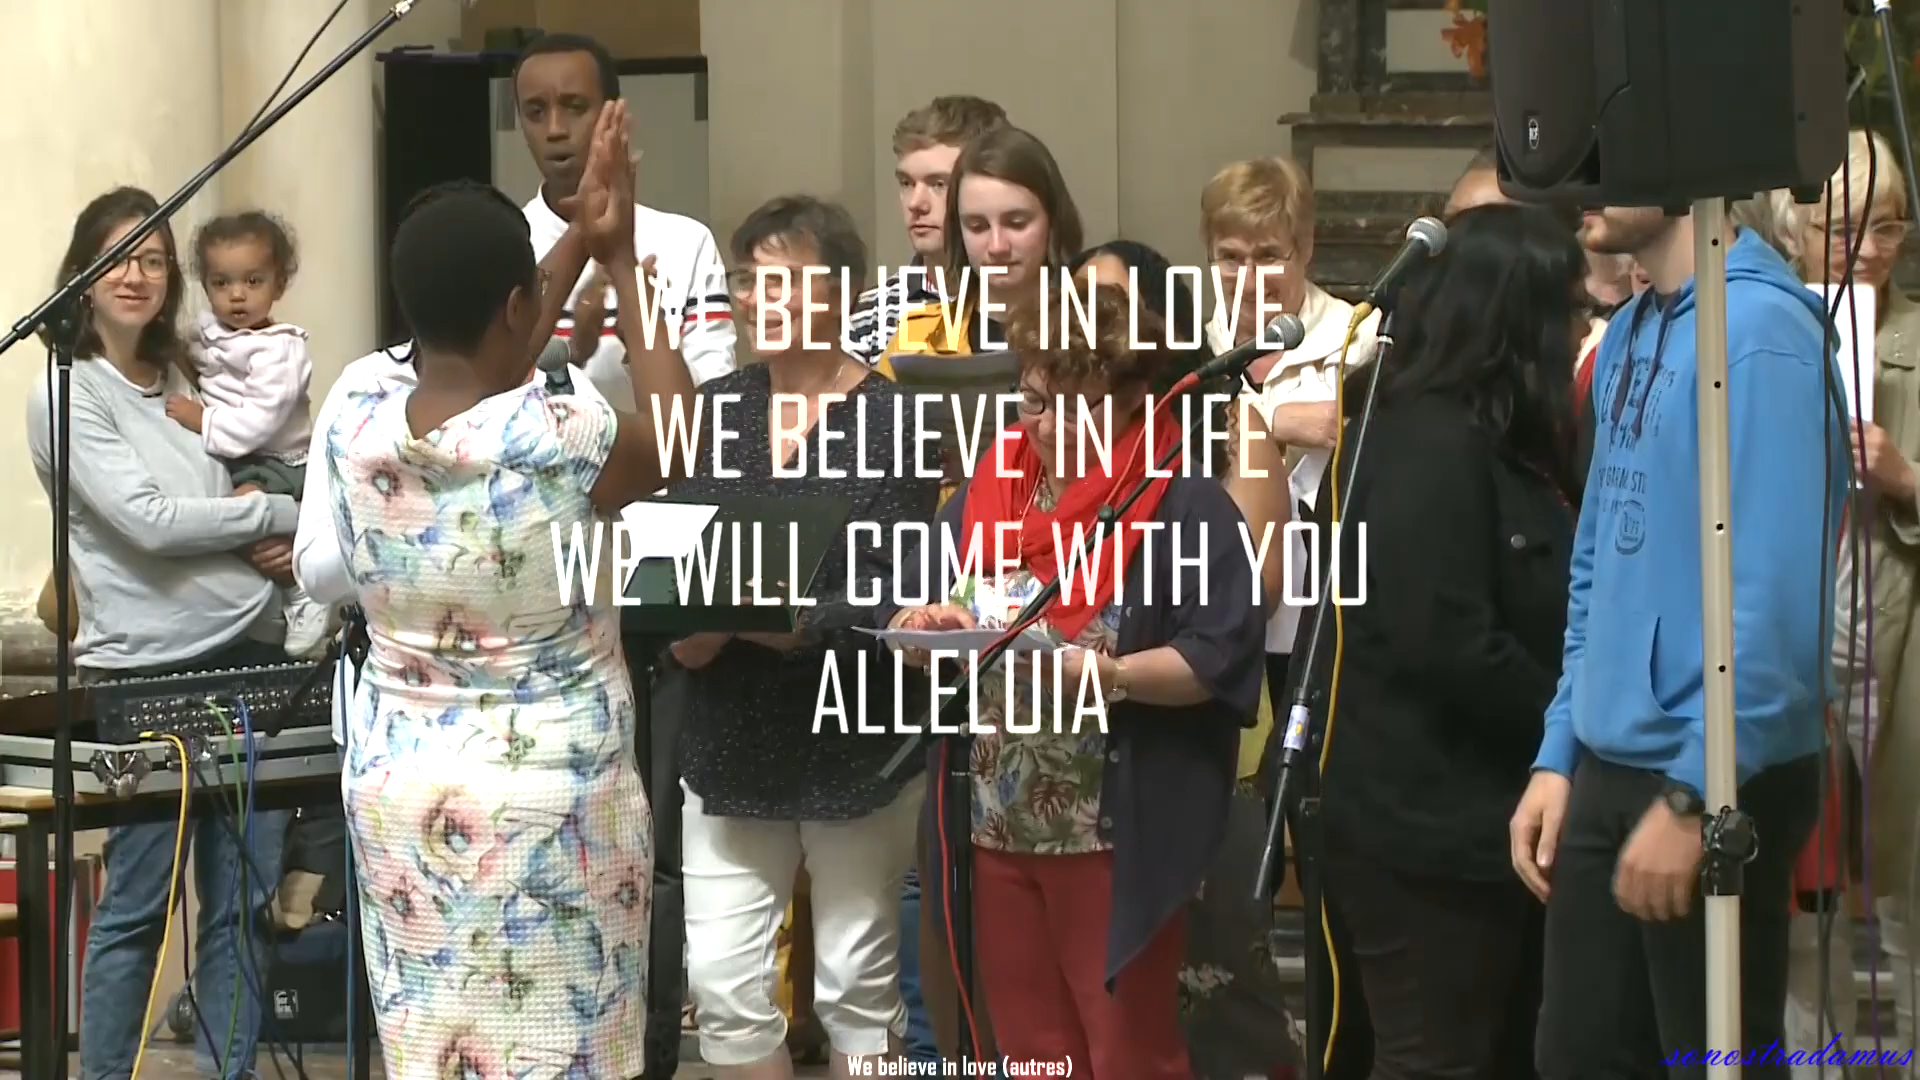 WE BELIEVE IN LOVE
WE BELIEVE IN LIFE
WE WILL COME WITH YOU
ALLELUIA
We believe in love (autres)
sonostradamus